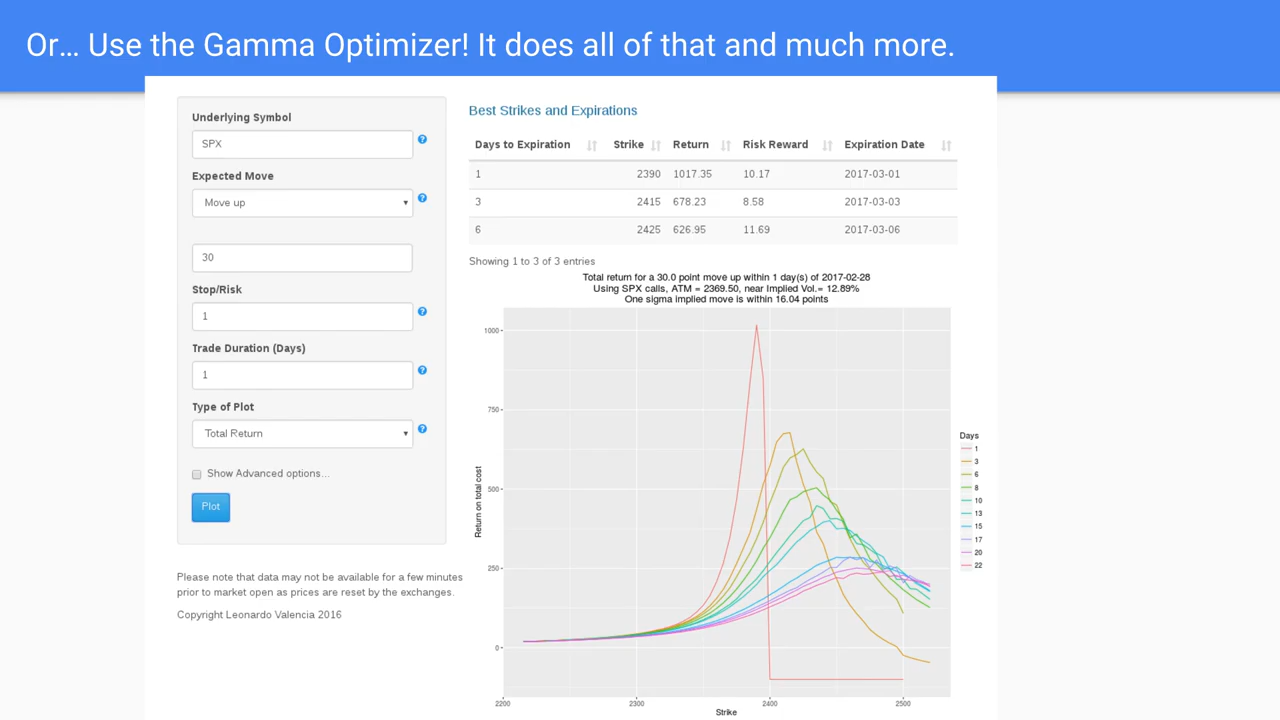 Or... Use the Gamma Optimizer! It does all of that and much more.
Underlying Symbol
SPX
Expected Move
Move up
30
Stop/Risk
1
Trade Duration (Days)
1
Type of Plot
Total Return
Show Advanced options...
Plot
Please note that data may not be available for a few minutes
prior to market open as prices are reset by the exchanges.
Copyright Leonardo Valencia 2016
Best Strikes and Expirations
Days to Expiration Strike Return Risk Reward Expiration Date
1 2390 1017.35 10.17 2017-03-01
3 2415 678.23 8.58 2017-03-03
6 2425 626.95 11.69 2017-03-06
Showing 1 to 3 of 3 entries
Total return for a 30.0 point move up within 1 day(s) of 2017-02-28
Using SPX calls, ATM = 2369.50, near Implied Vol.= 12.89%
One sigma implied move is within 16.04 points
Return on total cost
1000
750
500
250
0
2200 2300 2400 2500
Strike
Days
1
3
6
8
10
13
15
17
20
22